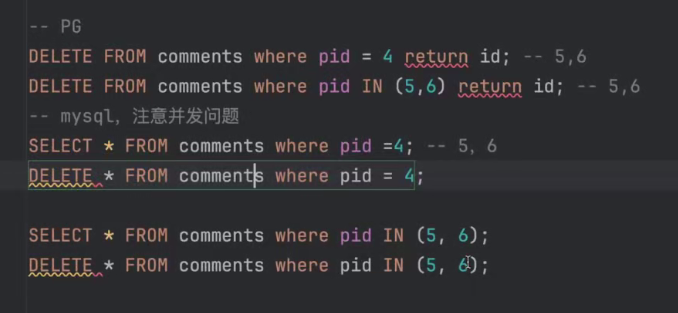 -- PG
DELETE FROM comments where pid = 4 return id; -- 5,6
DELETE FROM comments where pid IN (5,6) return id; -- 5,6
-- mysql，注意并发问题
SELECT * FROM comments where pid =4; -- 5, 6
DELETE * FROM comments where pid = 4;
SELECT * FROM comments where pid IN (5, 6);
DELETE * FROM comments where pid IN (5, 6);